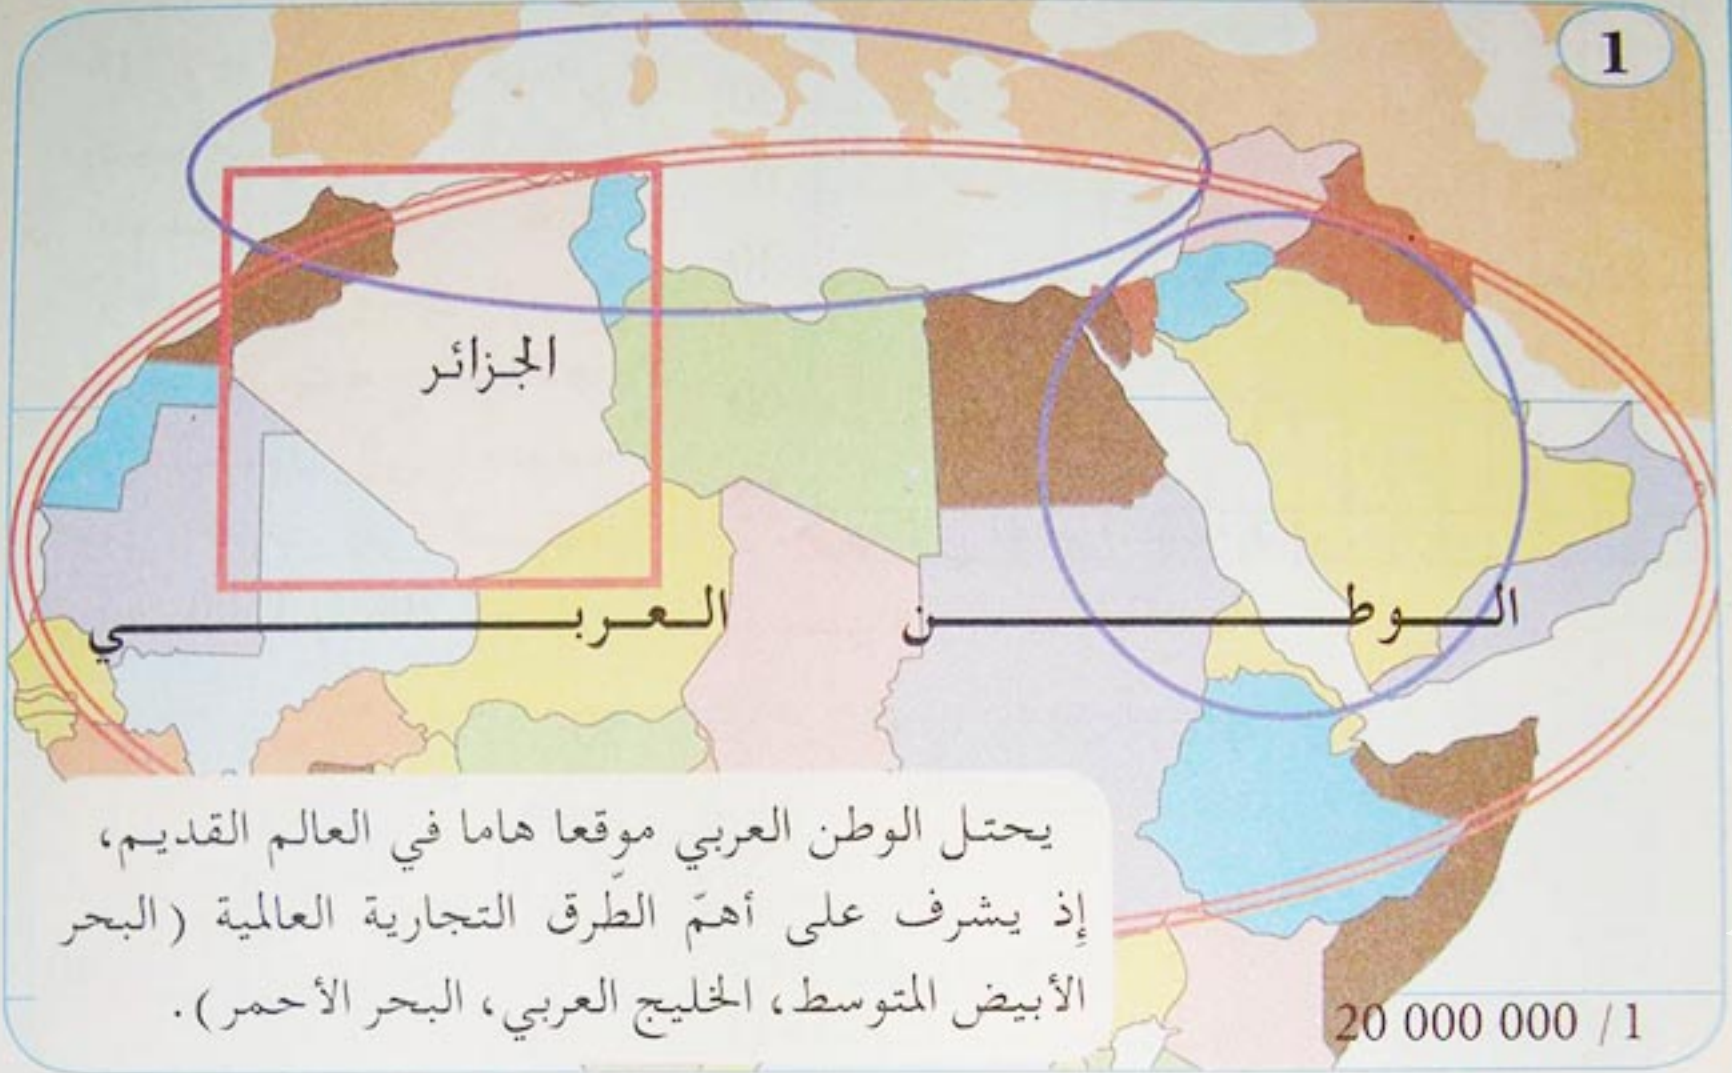 1
الجزائر
الوطن العربي
يحتل الوطن العربي موقعا هاما في العالم القديم،
إِذ يشرف على أهمّ الطّرق التجارية العالمية (البحر
الأبيض المتوسط، الخليج العربي، البحر الأحمر).
20 000 000 / 1